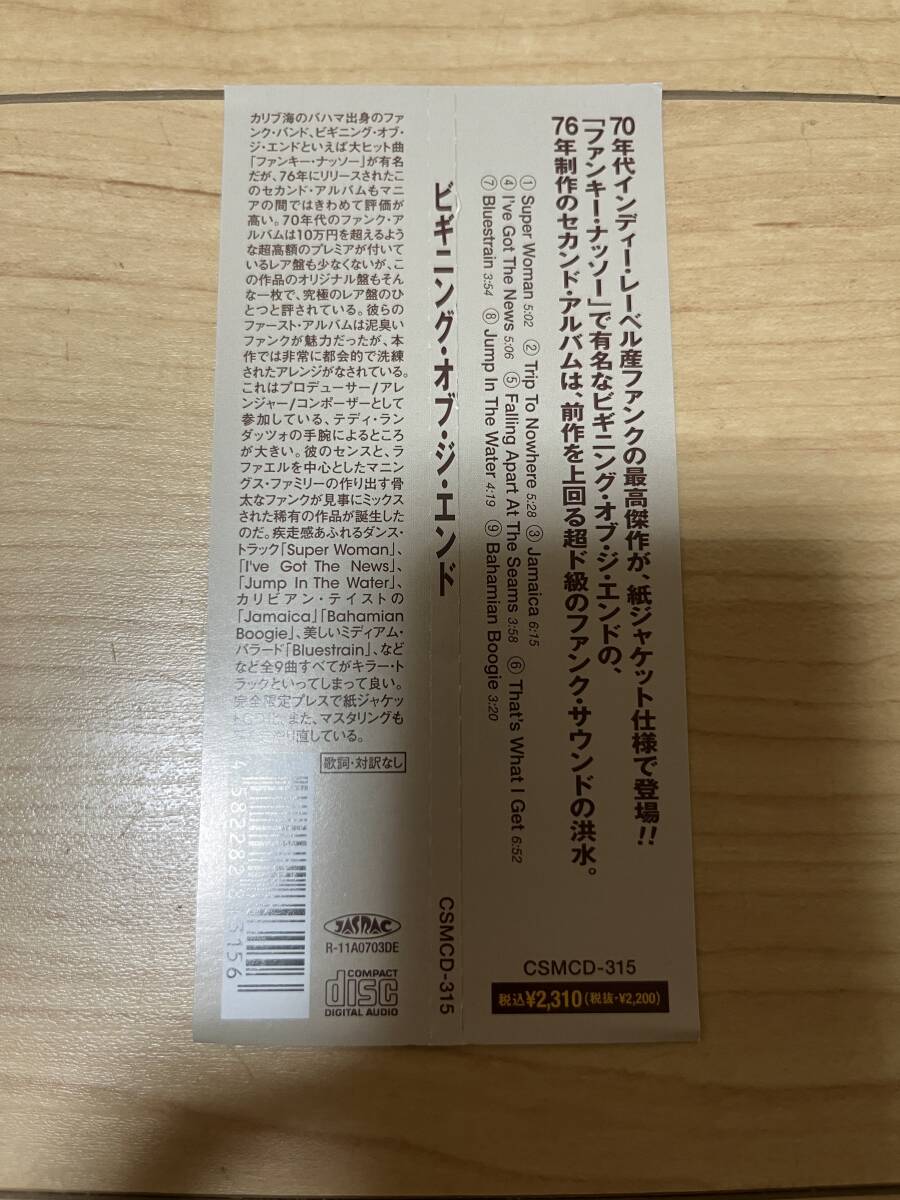 70年代インディー・レーベル産ファンクの最高傑作が、紙ジャケット仕様で登場!!
「ファンキー・ナッソー」で有名なビギニング・オブ・ジ・エンドの、
76年制作のセカンド・アルバムは、前作を上回る超ド級のファンク・サウンドの洪水。
① Super Woman 5:02 ② Trip To Nowhere 5:28 ③ Jamaica 6:15
④ I've Got The News 5:06 ⑤ Falling Apart At The Seams 3:58 ⑥ That's What I Get 6:52
⑦ Bluestrain 3:54 ⑧ Jump In The Water 4:19 ⑨ Bahamian Boogie 3:20
CSMCD-315
税込¥2,310(税抜・¥2,200)
ビギニング・オブ・ジ・エンド
CSMCD-315
カリブ海のバハマ出身のファ
ンク・バンド、ビギニング・オブ・
ジ・エンドといえば大ヒット曲
「ファンキー・ナッソー」が有名
だが、76年にリリースされたこ
のセカンド・アルバムもマニア
の間ではきわめて評価が
高い。70年代のファンク・ア
ルバムは10万円を超えるよう
な超高額のプレミアが付いて
いるレア盤も少なくないが、こ
の作品のオリジナル盤もそん
な一枚で、究極のレア盤のひ
とつと評されている。彼らの
ファースト・アルバムは泥臭い
ファンクが魅力だったが、本
作では非常に都会的で洗練
されたアレンジがなされている。
これはプロデューサー/アレ
ンジャー/コンポーザーとして
参加している、テディ・ラン
ダッツォの手腕によるところ
が大きい。彼のセンスと、ラ
ファエルを中心としたマニン
グス・ファミリーの作り出す骨
太なファンクが見事にミックス
された稀有の作品が誕生した
のだ。疾走感あふれるダンス・
トラック「Super Woman」、
「I've Got The News」、
「Jump In The Water」、
カリビアン・テイストの
「Jamaica」「Bahamian
Boogie」、美しいミディアム・
バラード「Bluestrain」、など
など全9曲すべてがキラー・ト
ラックといってしまって良い。
完全限定プレスで紙ジャケッ
また、マスタリングも
直している。
歌詞・対訳なし
JASRAC
R-11A0703DE
COMPACT
disc
DIGITAL AUDIO